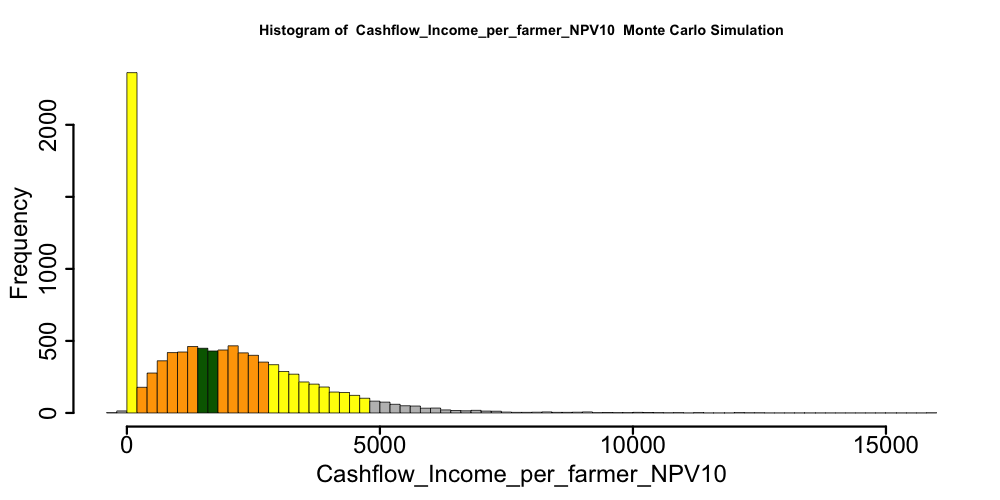 Histogram of Cashflow_Income_per_farmer_NPV10 Monte Carlo Simulation
Frequency
2000
1000
500
0
0 5000 10000 15000
Cashflow_Income_per_farmer_NPV10